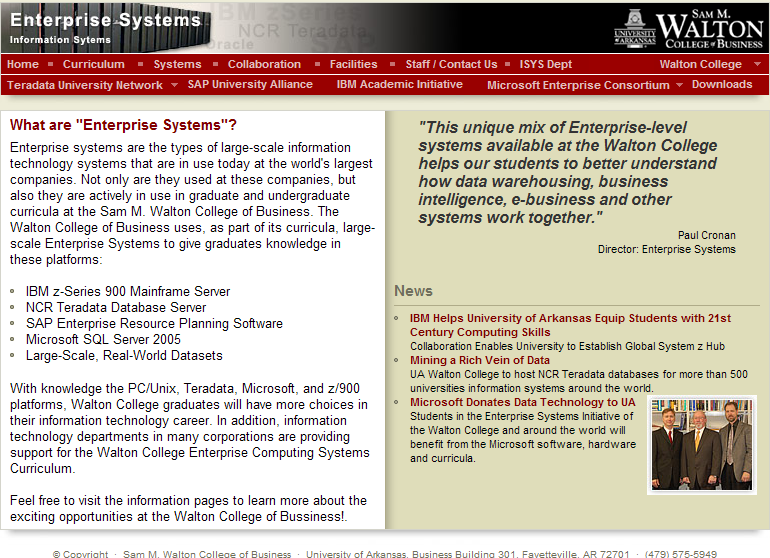 Enterprise Systems
Information Sytems
IBM zSeries
NCR Teradata
Oracle
SAP
UNIVERSITY
OF ARKANSAS
SAM M.
WALTON
COLLEGE OF BUSINESS
Home Curriculum Systems Collaboration Facilities Staff / Contact Us ISYS Dept Walton College
Teradata University Network SAP University Alliance IBM Academic Initiative Microsoft Enterprise Consortium Downloads
What are "Enterprise Systems"?
Enterprise systems are the types of large-scale information
technology systems that are in use today at the world's largest
companies. Not only are they used at these companies, but
also they are actively in use in graduate and undergraduate
curricula at the Sam M. Walton College of Business. The
Walton College of Business uses, as part of its curricula, large-
scale Enterprise Systems to give graduates knowledge in
these platforms:
IBM z-Series 900 Mainframe Server
NCR Teradata Database Server
SAP Enterprise Resource Planning Software
Microsoft SQL Server 2005
Large-Scale, Real-World Datasets
With knowledge the PC/Unix, Teradata, Microsoft, and z/900
platforms, Walton College graduates will have more choices in
their information technology career. In addition, information
technology departments in many corporations are providing
support for the Walton College Enterprise Computing Systems
Curriculum.
Feel free to visit the information pages to learn more about the
exciting opportunities at the Walton College of Bussiness!.
"This unique mix of Enterprise-level
systems available at the Walton College
helps our students to better understand
how data warehousing, business
intelligence, e-business and other
systems work together."
Paul Cronan
Director: Enterprise Systems
News
IBM Helps University of Arkansas Equip Students with 21st
Century Computing Skills
Collaboration Enables University to Establish Global System z Hub
Mining a Rich Vein of Data
UA Walton College to host NCR Teradata databases for more than 500
universities information systems around the world.
Microsoft Donates Data Technology to UA
Students in the Enterprise Systems Initiative of
the Walton College and around the world will
benefit from the Microsoft software, hardware
and curricula.
© Copyright · Sam M. Walton College of Business · University of Arkansas, Business Building 301, Fayetteville, AR 72701 · (479) 575-5949